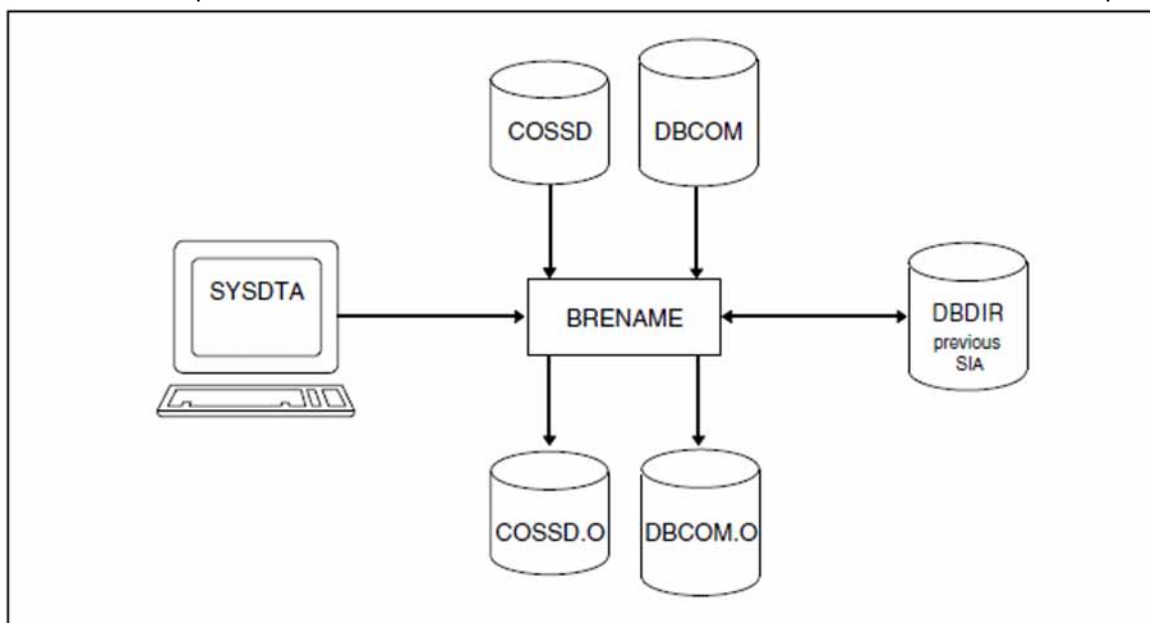 COSSD
DBCOM
SYSDTA
BRENAME
DBDIR
previous
SIA
COSSD.O
DBCOM.O